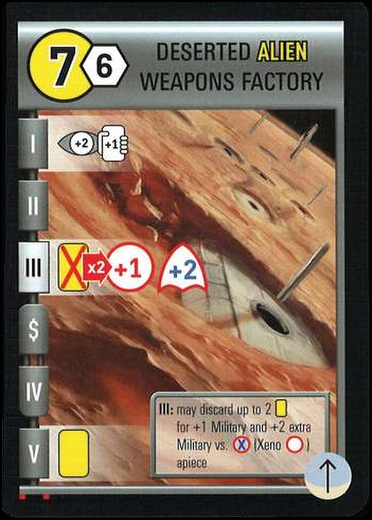 7 6 DESERTED ALIEN
WEAPONS FACTORY
I +2 +1
II
III x2 +1 +2
$
IV
V
III: may discard up to 2
for +1 Military and +2 extra
Military vs. X (Xeno )
apiece